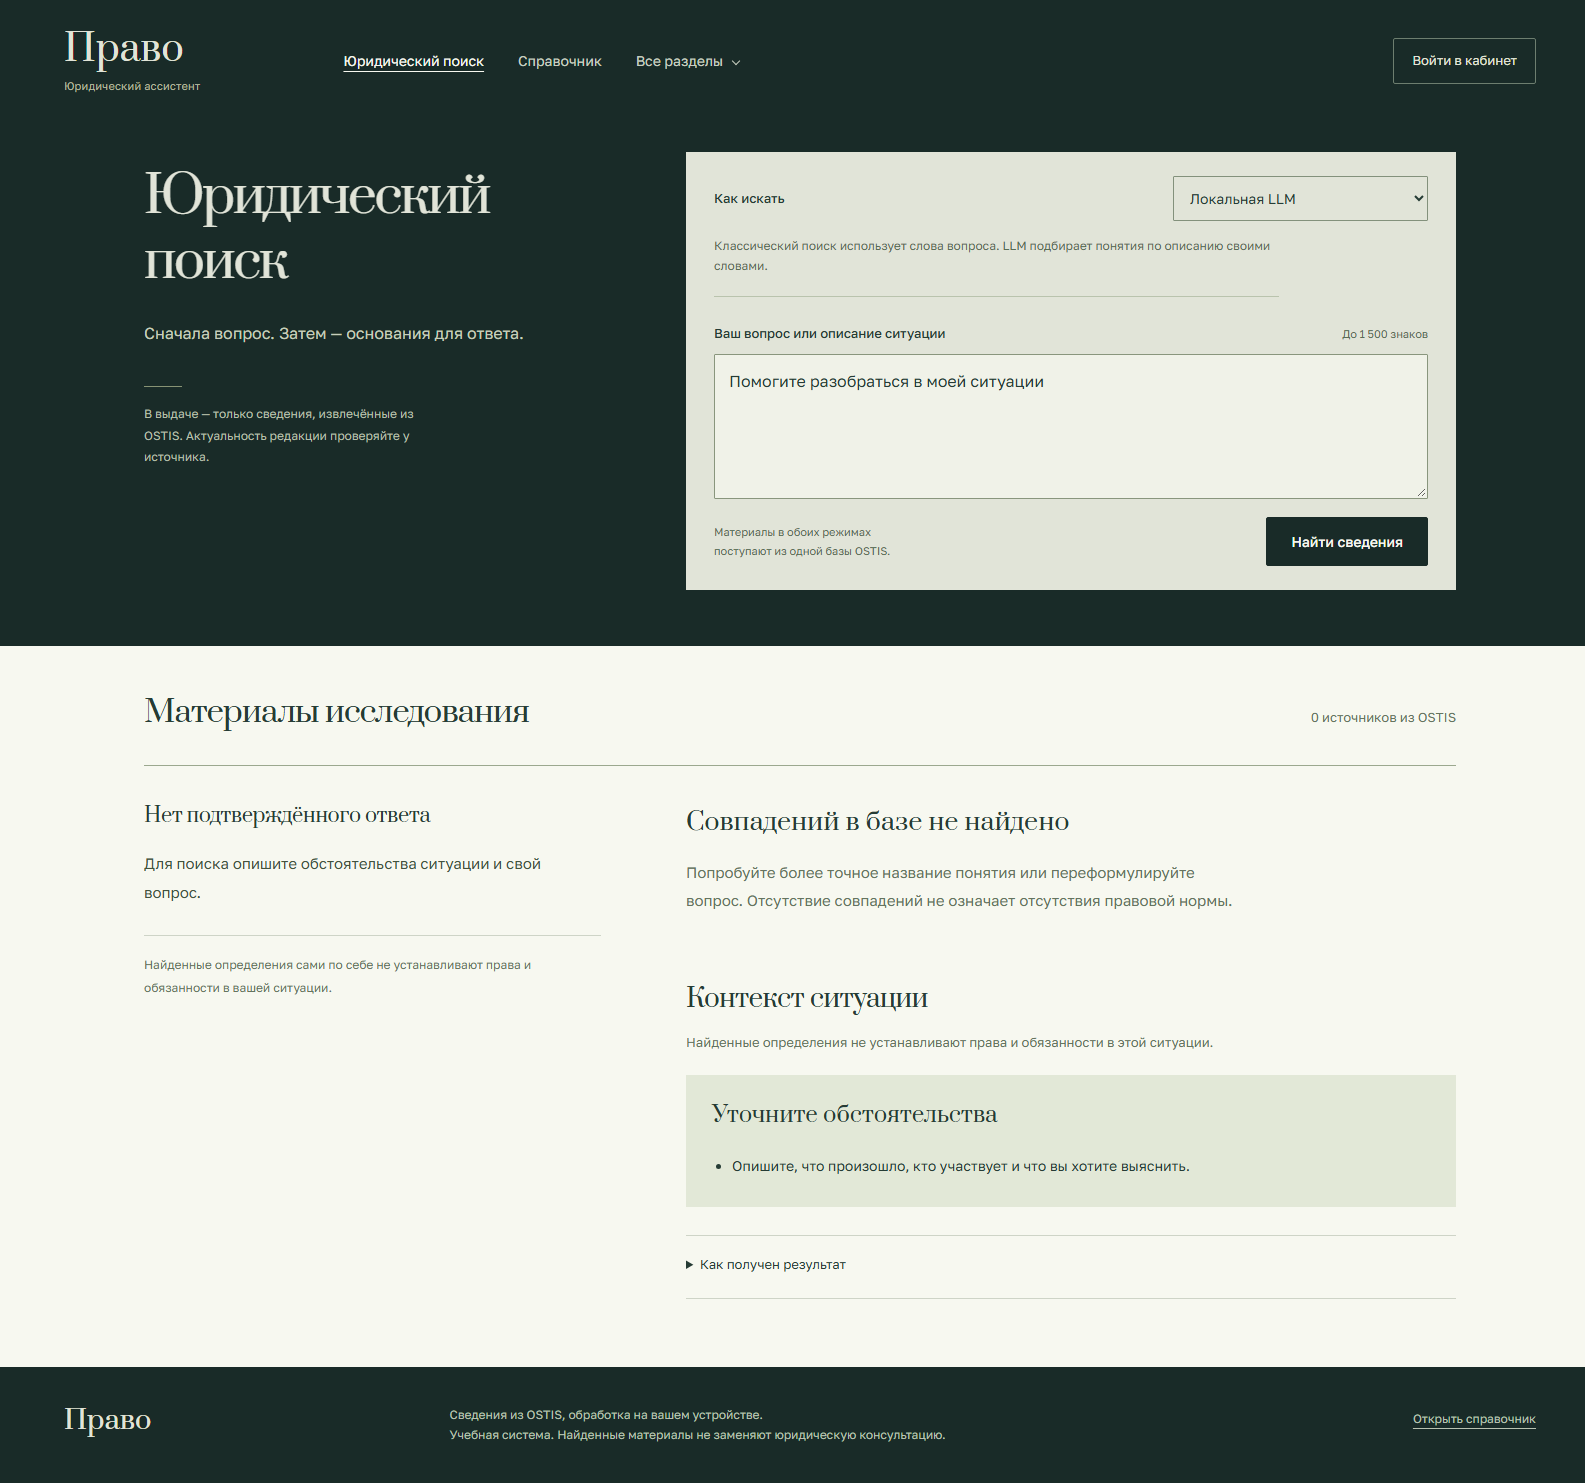 Право
Юридический ассистент
Юридический поиск
Справочник
Все разделы
Войти в кабинет
Юридический
поиск
Сначала вопрос. Затем — основания для ответа.
В выдаче — только сведения, извлечённые из
OSTIS. Актуальность редакции проверяйте у
источника.
Как искать
Локальная LLM
Классический поиск использует слова вопроса. LLM подбирает понятия по описанию своими
словами.
Ваш вопрос или описание ситуации
До 1 500 знаков
Помогите разобраться в моей ситуации
Материалы в обоих режимах
поступают из одной базы OSTIS.
Найти сведения
Материалы исследования
0 источников из OSTIS
Нет подтверждённого ответа
Для поиска опишите обстоятельства ситуации и свой
вопрос.
Найденные определения сами по себе не устанавливают права и
обязанности в вашей ситуации.
Совпадений в базе не найдено
Попробуйте более точное название понятия или переформулируйте
вопрос. Отсутствие совпадений не означает отсутствия правовой нормы.
Контекст ситуации
Найденные определения не устанавливают права и обязанности в этой ситуации.
Уточните обстоятельства
Опишите, что произошло, кто участвует и что вы хотите выяснить.
Как получен результат
Право
Сведения из OSTIS, обработка на вашем устройстве.
Учебная система. Найденные материалы не заменяют юридическую консультацию.
Открыть справочник